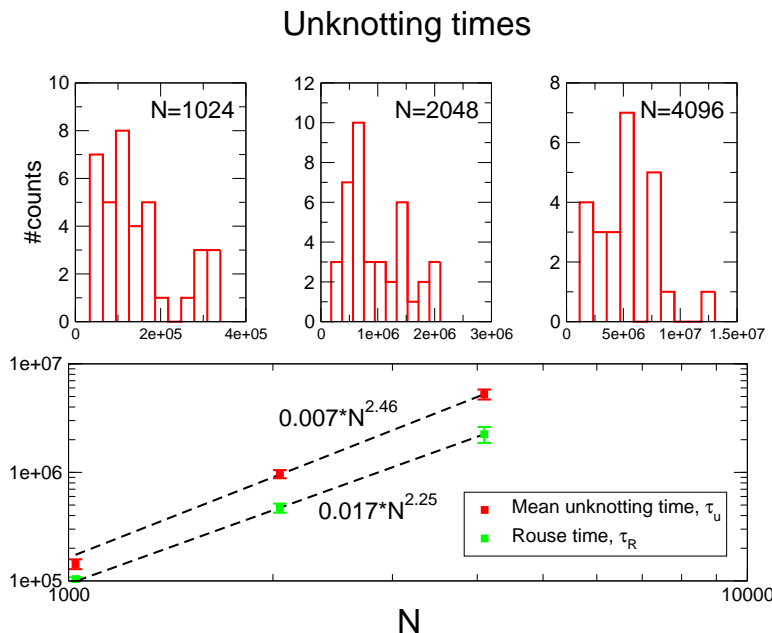 Unknotting times
N=1024
N=2048
N=4096
#counts
10
8
6
4
2
0
0
2e+05
4e+05
12
10
8
6
4
2
0
0
1e+06
2e+06
3e+06
8
6
4
2
0
0
5e+06
1e+07
1.5e+07
1e+07
1e+06
1e+05
0.007*N^2.46
0.017*N^2.25
Mean unknotting time, τ_u
Rouse time, τ_R
1000
10000
N